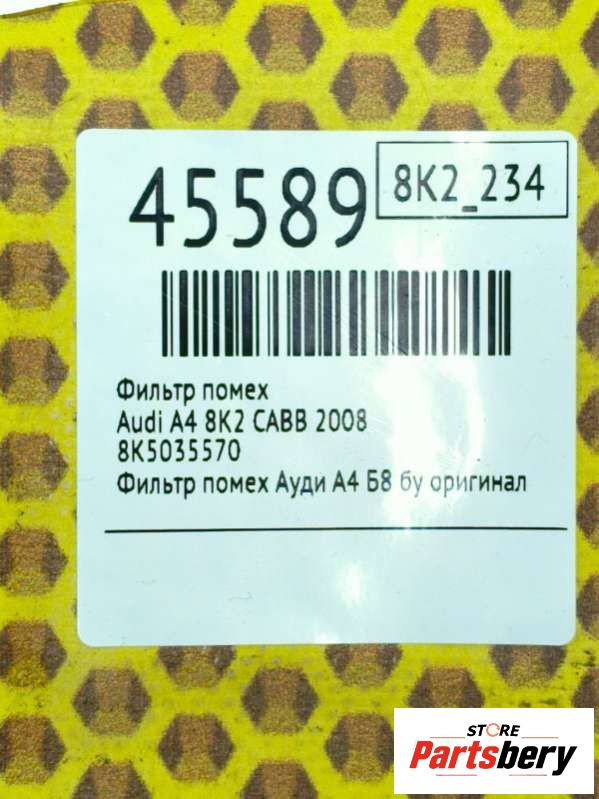 45589
8K2_234
Фильтр помех
Audi A4 8K2 CABB 2008
8K5035570
Фильтр помех Ауди А4 Б8 бу оригинал
STORE
Partsbery